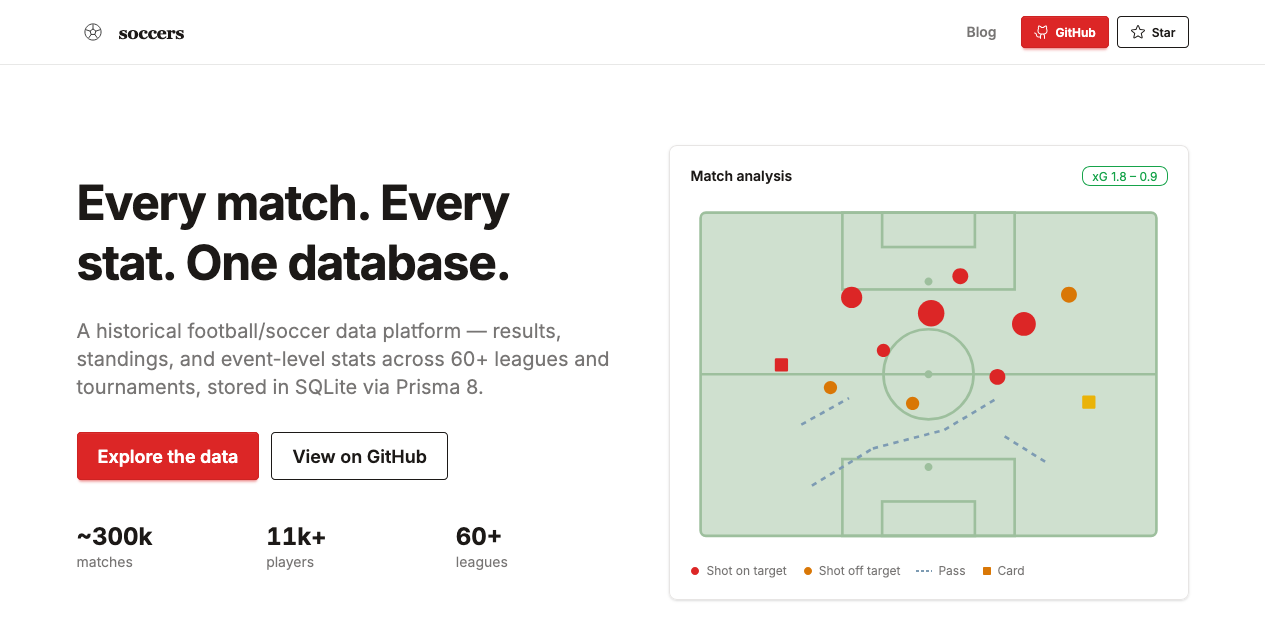 soccers
Blog
GitHub
Star
Every match. Every
stat. One database.
A historical football/soccer data platform — results,
standings, and event-level stats across 60+ leagues and
tournaments, stored in SQLite via Prisma 8.
Explore the data
View on GitHub
~300k
matches
11k+
players
60+
leagues
Match analysis
xG 1.8 – 0.9
Shot on target
Shot off target
Pass
Card